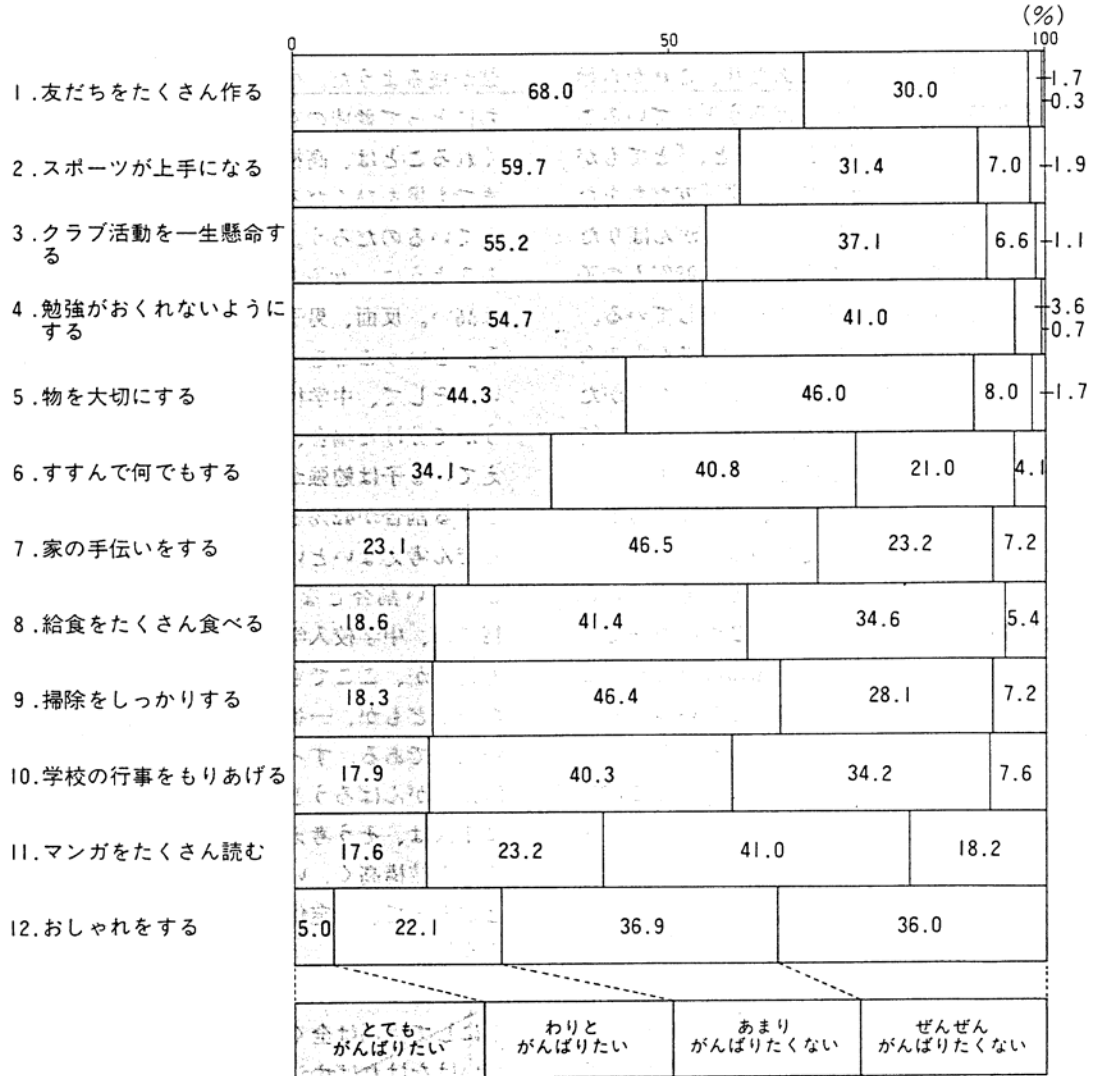 (%)
0 50 100
1.友だちをたくさん作る 68.0 30.0 1.7 0.3
2.スポーツが上手になる 59.7 31.4 7.0 1.9
3.クラブ活動を一生懸命す
る 55.2 37.1 6.6 1.1
4.勉強がおくれないように
する 54.7 41.0 3.6 0.7
5.物を大切にする 44.3 46.0 8.0 1.7
6.すすんで何でもする 34.1 40.8 21.0 4.1
7.家の手伝いをする 23.1 46.5 23.2 7.2
8.給食をたくさん食べる 18.6 41.4 34.6 5.4
9.掃除をしっかりする 18.3 46.4 28.1 7.2
10.学校の行事をもりあげる 17.9 40.3 34.2 7.6
11.マンガをたくさん読む 17.6 23.2 41.0 18.2
12.おしゃれをする 5.0 22.1 36.9 36.0
とても わりと あまり ぜんぜん
がんばりたい がんばりたい がんばりたくない がんばりたくない